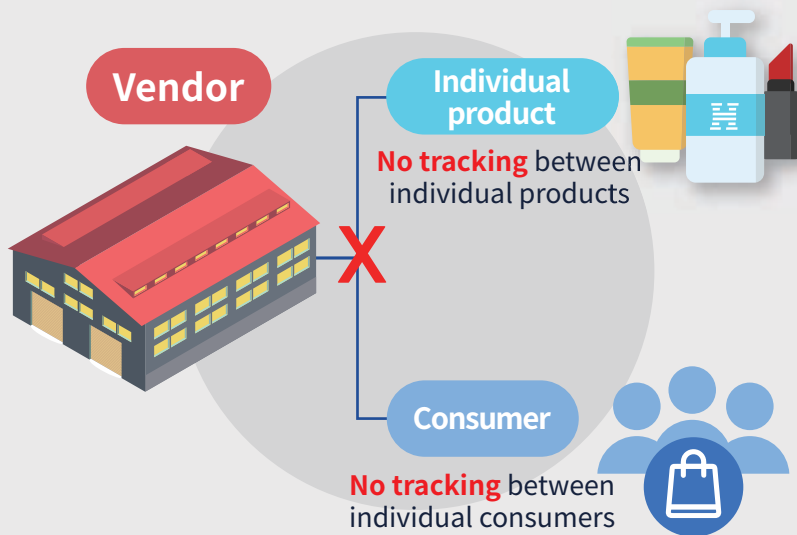 Vendor
Individual
product
No tracking between
individual products
X
Consumer
No tracking between
individual consumers